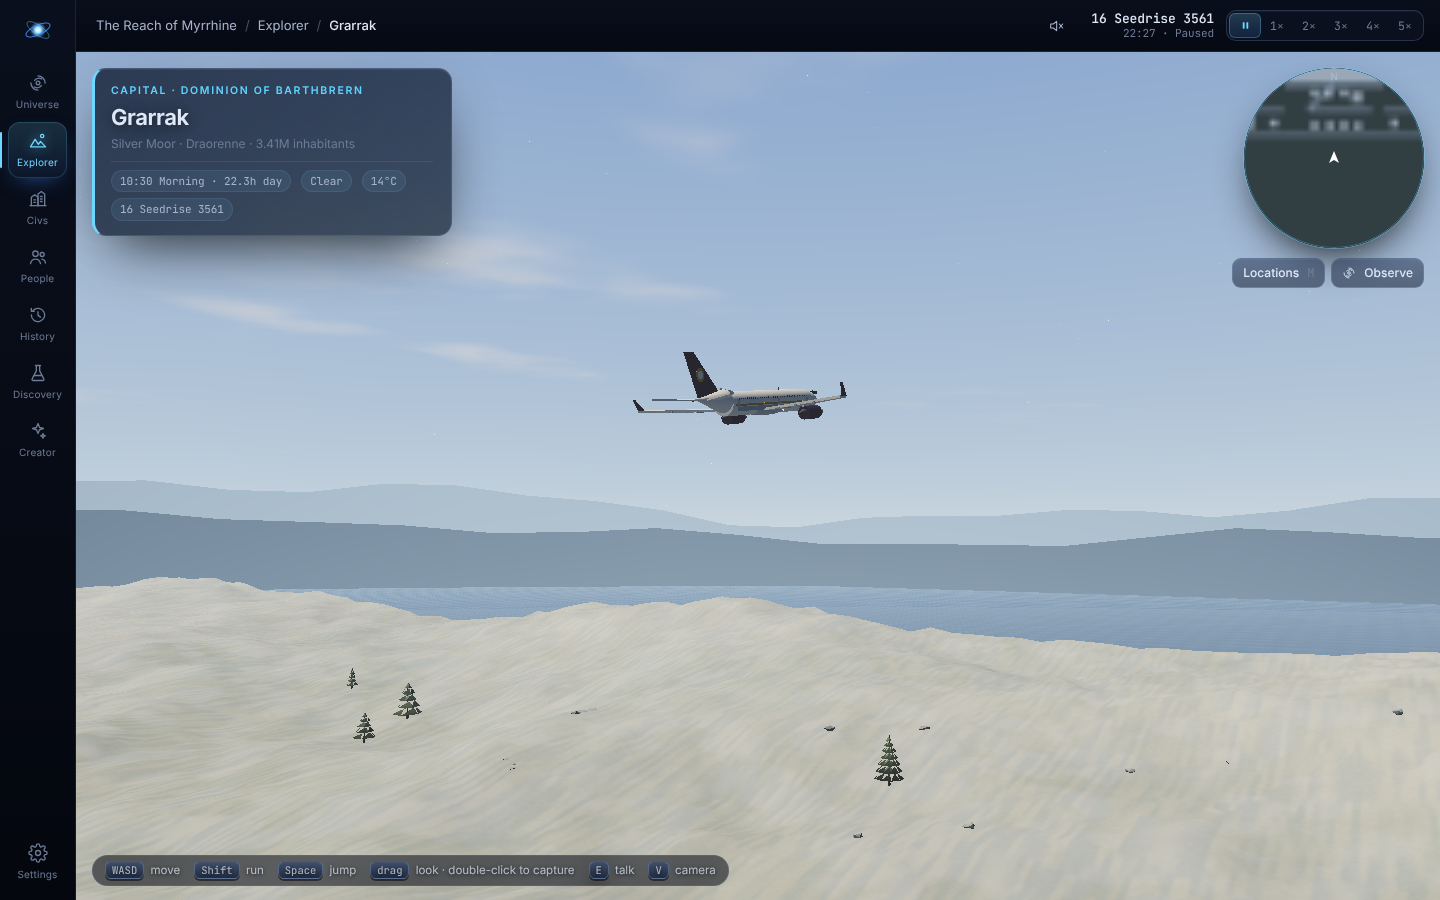 The Reach of Myrrhine / Explorer / Grarrak
16 Seedrise 3561
22:27 · Paused
1× 2× 3× 4× 5×
Universe
Explorer
Civs
People
History
Discovery
Creator
Settings
CAPITAL · DOMINION OF BARTHBRERN
Grarrak
Silver Moor · Draorenne · 3.41M inhabitants
10:30 Morning · 22.3h day
Clear
14°C
16 Seedrise 3561
N
Locations M
Observe
WASD move Shift run Space jump drag look · double-click to capture E talk V camera